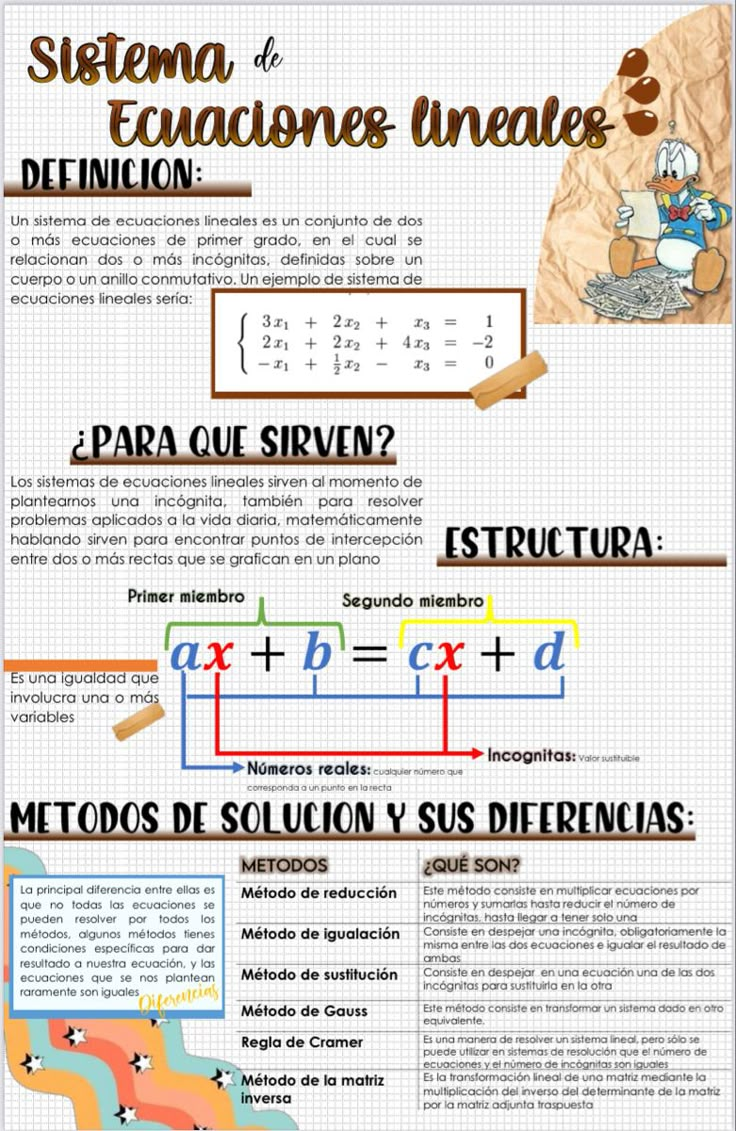 Sistema de
Ecuaciones lineales
DEFINICION:
Un sistema de ecuaciones lineales es un conjunto de dos
o más ecuaciones de primer grado, en el cual se
relacionan dos o más incógnitas, definidas sobre un
cuerpo o un anillo conmutativo. Un ejemplo de sistema de
ecuaciones lineales sería:
3x₁ + 2x₂ + x₃ = 1
2x₁ + 2x₂ + 4x₃ = -2
-x₁ + ½x₂ - x₃ = 0
¿PARA QUE SIRVEN?
Los sistemas de ecuaciones lineales sirven al momento de
plantearnos una incógnita, también para resolver
problemas aplicados a la vida diaria, matemáticamente
hablando sirven para encontrar puntos de intercepción
entre dos o más rectas que se grafican en un plano
ESTRUCTURA:
Primer miembro
Segundo miembro
ax + b = cx + d
Es una igualdad que
involucra una o más
variables
Incognitas: Valor sustituible
Números reales: cualquier número que
corresponda a un punto en la recta
METODOS DE SOLUCION Y SUS DIFERENCIAS:
La principal diferencia entre ellas es
que no todas las ecuaciones se
pueden resolver por todos los
métodos, algunos métodos tienes
condiciones específicas para dar
resultado a nuestra ecuación, y las
ecuaciones que se nos plantean
raramente son iguales
Diferencias
METODOS ¿QUÉ SON?
Método de reducción Este método consiste en multiplicar ecuaciones por
números y sumarlas hasta reducir el número de
incógnitas, hasta llegar a tener solo una
Método de igualación Consiste en despejar una incógnita, obligatoriamente la
misma entre las dos ecuaciones e igualar el resultado de
ambas
Método de sustitución Consiste en despejar en una ecuación una de las dos
incógnitas para sustituirla en la otra
Método de Gauss Este método consiste en transformar un sistema dado en otro
equivalente.
Regla de Cramer Es una manera de resolver un sistema lineal, pero sólo se
puede utilizar en sistemas de resolución que el número de
ecuaciones y el número de incógnitas son iguales
Método de la matriz Es la transformación lineal de una matriz mediante la
inversa multiplicación del inverso del determinante de la matriz
por la matriz adjunta traspuesta